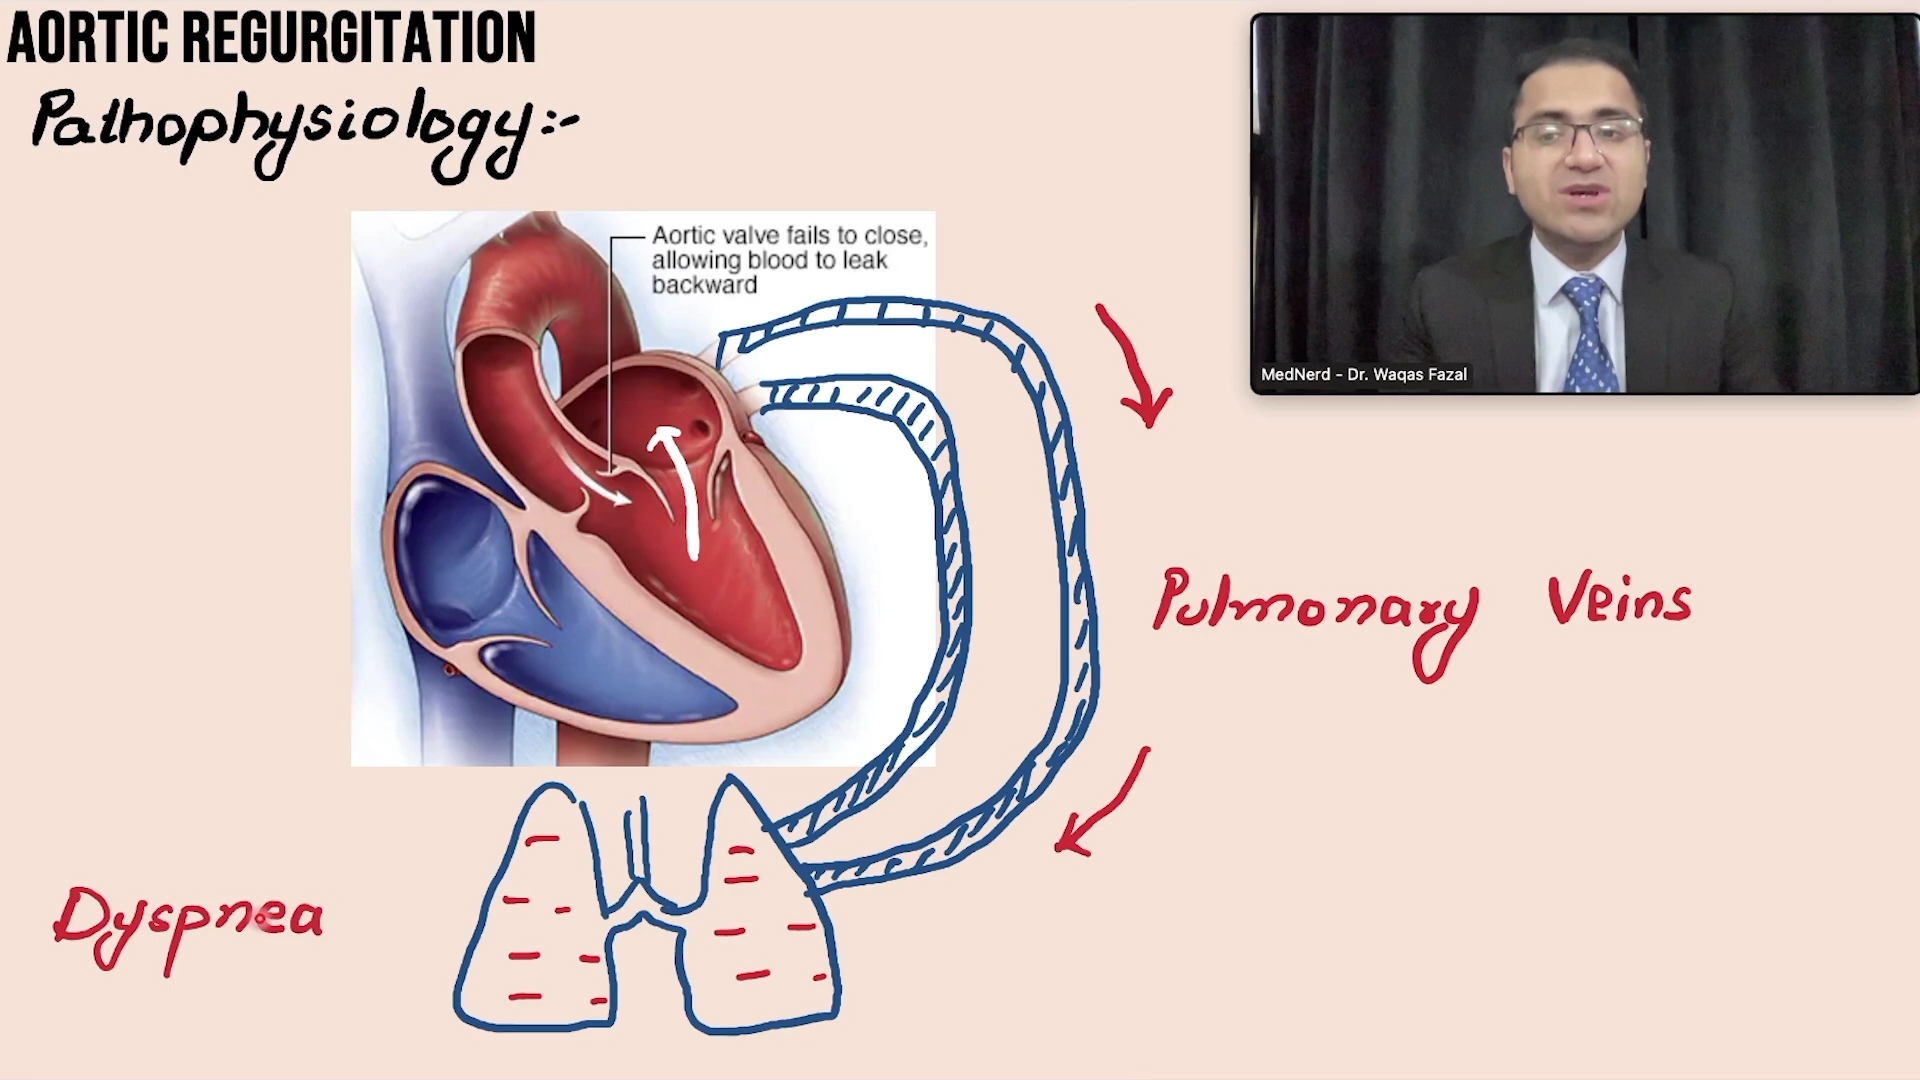 AORTIC REGURGITATION
Pathophysiology:-
Aortic valve fails to close,
allowing blood to leak
backward
MedNerd - Dr. Waqas Fazal
Pulmonary Veins
Dyspnea